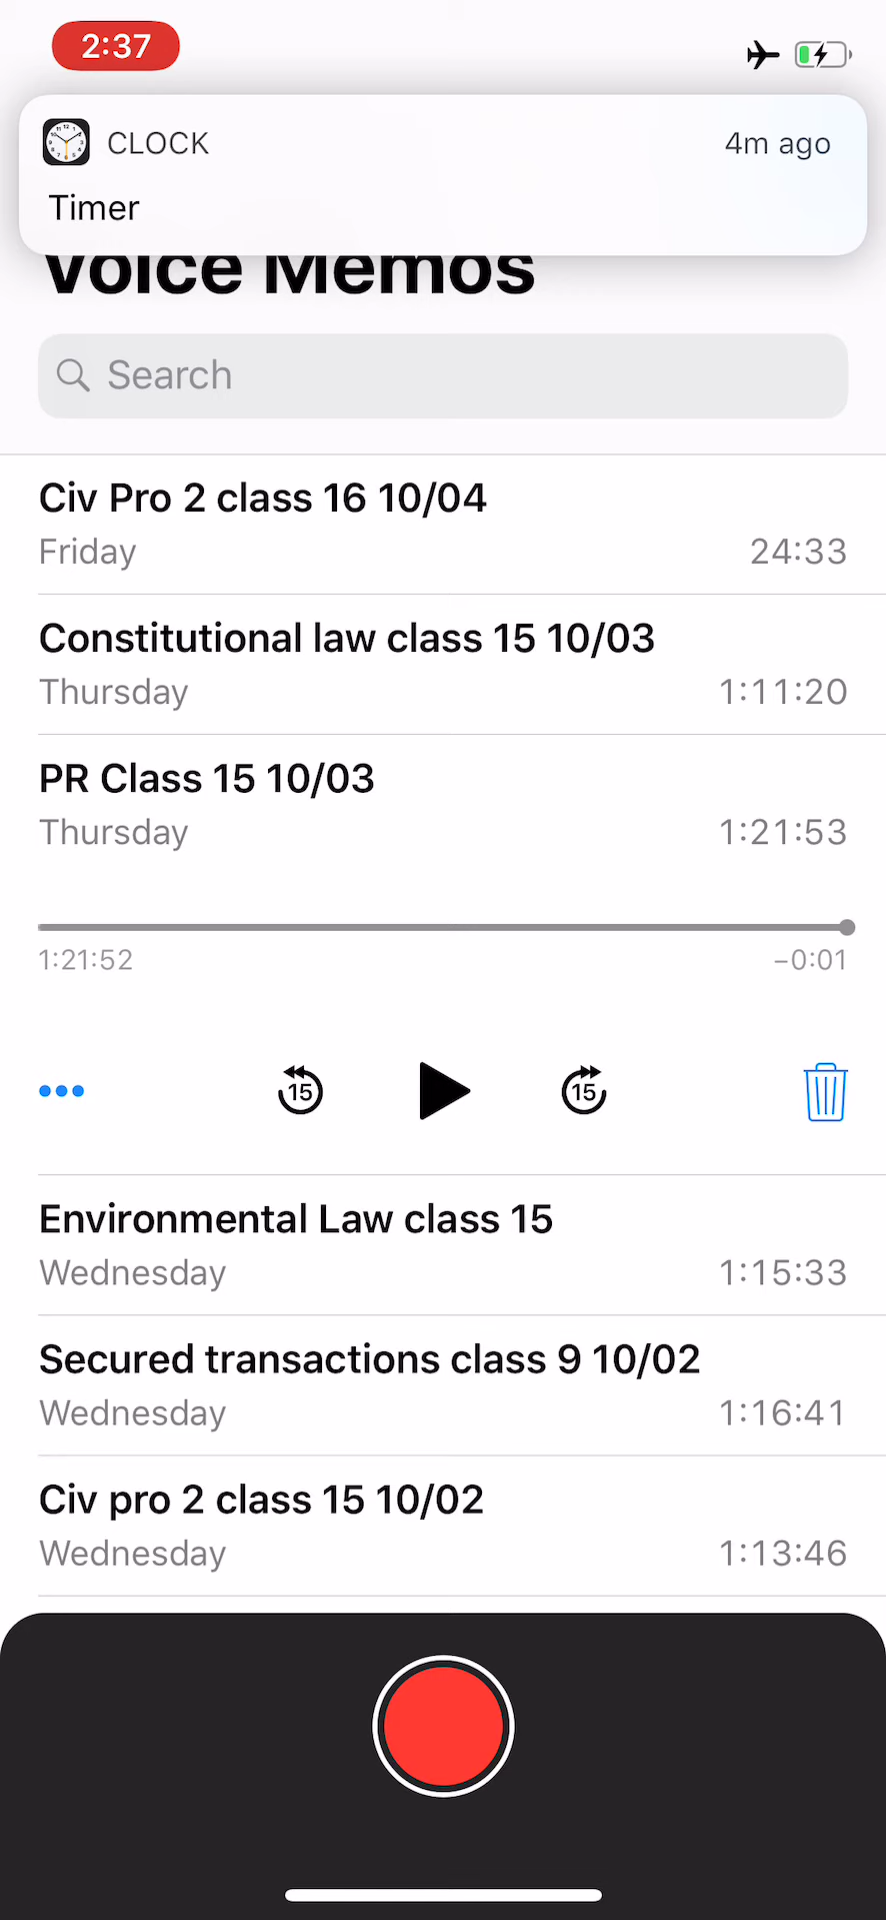 2:37
CLOCK 4m ago
Timer
Voice Memos
Search
Civ Pro 2 class 16 10/04
Friday 24:33
Constitutional law class 15 10/03
Thursday 1:11:20
PR Class 15 10/03
Thursday 1:21:53
1:21:52 −0:01
15 15
Environmental Law class 15
Wednesday 1:15:33
Secured transactions class 9 10/02
Wednesday 1:16:41
Civ pro 2 class 15 10/02
Wednesday 1:13:46